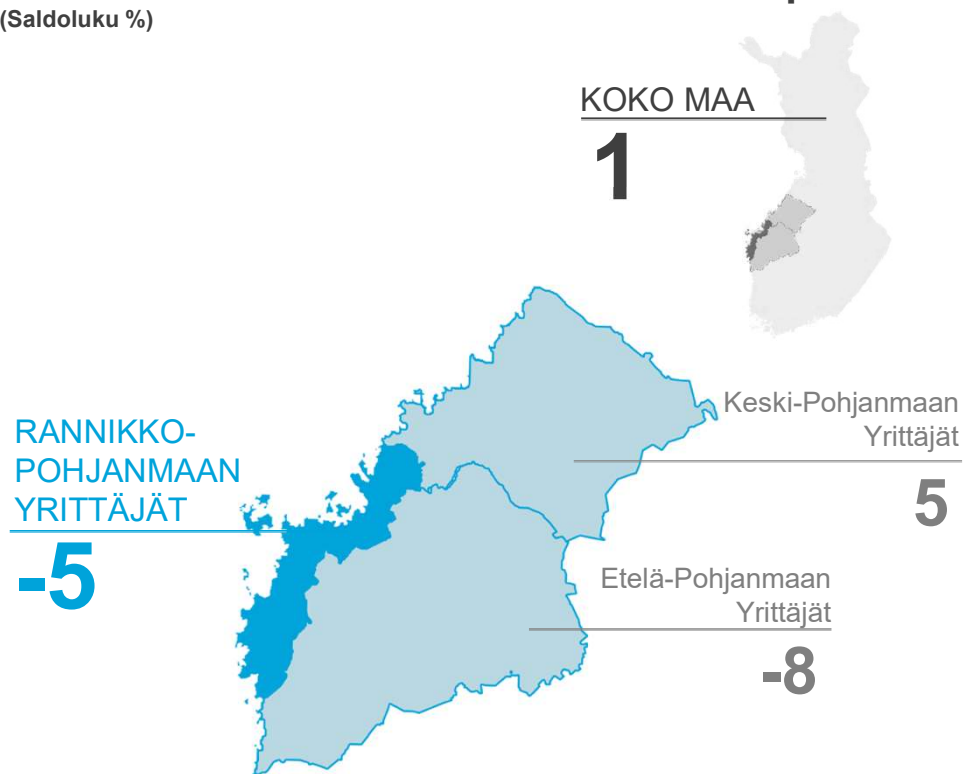 (Saldoluku %)
KOKO MAA
1
Keski-Pohjanmaan
Yrittäjät
5
RANNIKKO-
POHJANMAAN
YRITTÄJÄT
-5
Etelä-Pohjanmaan
Yrittäjät
-8